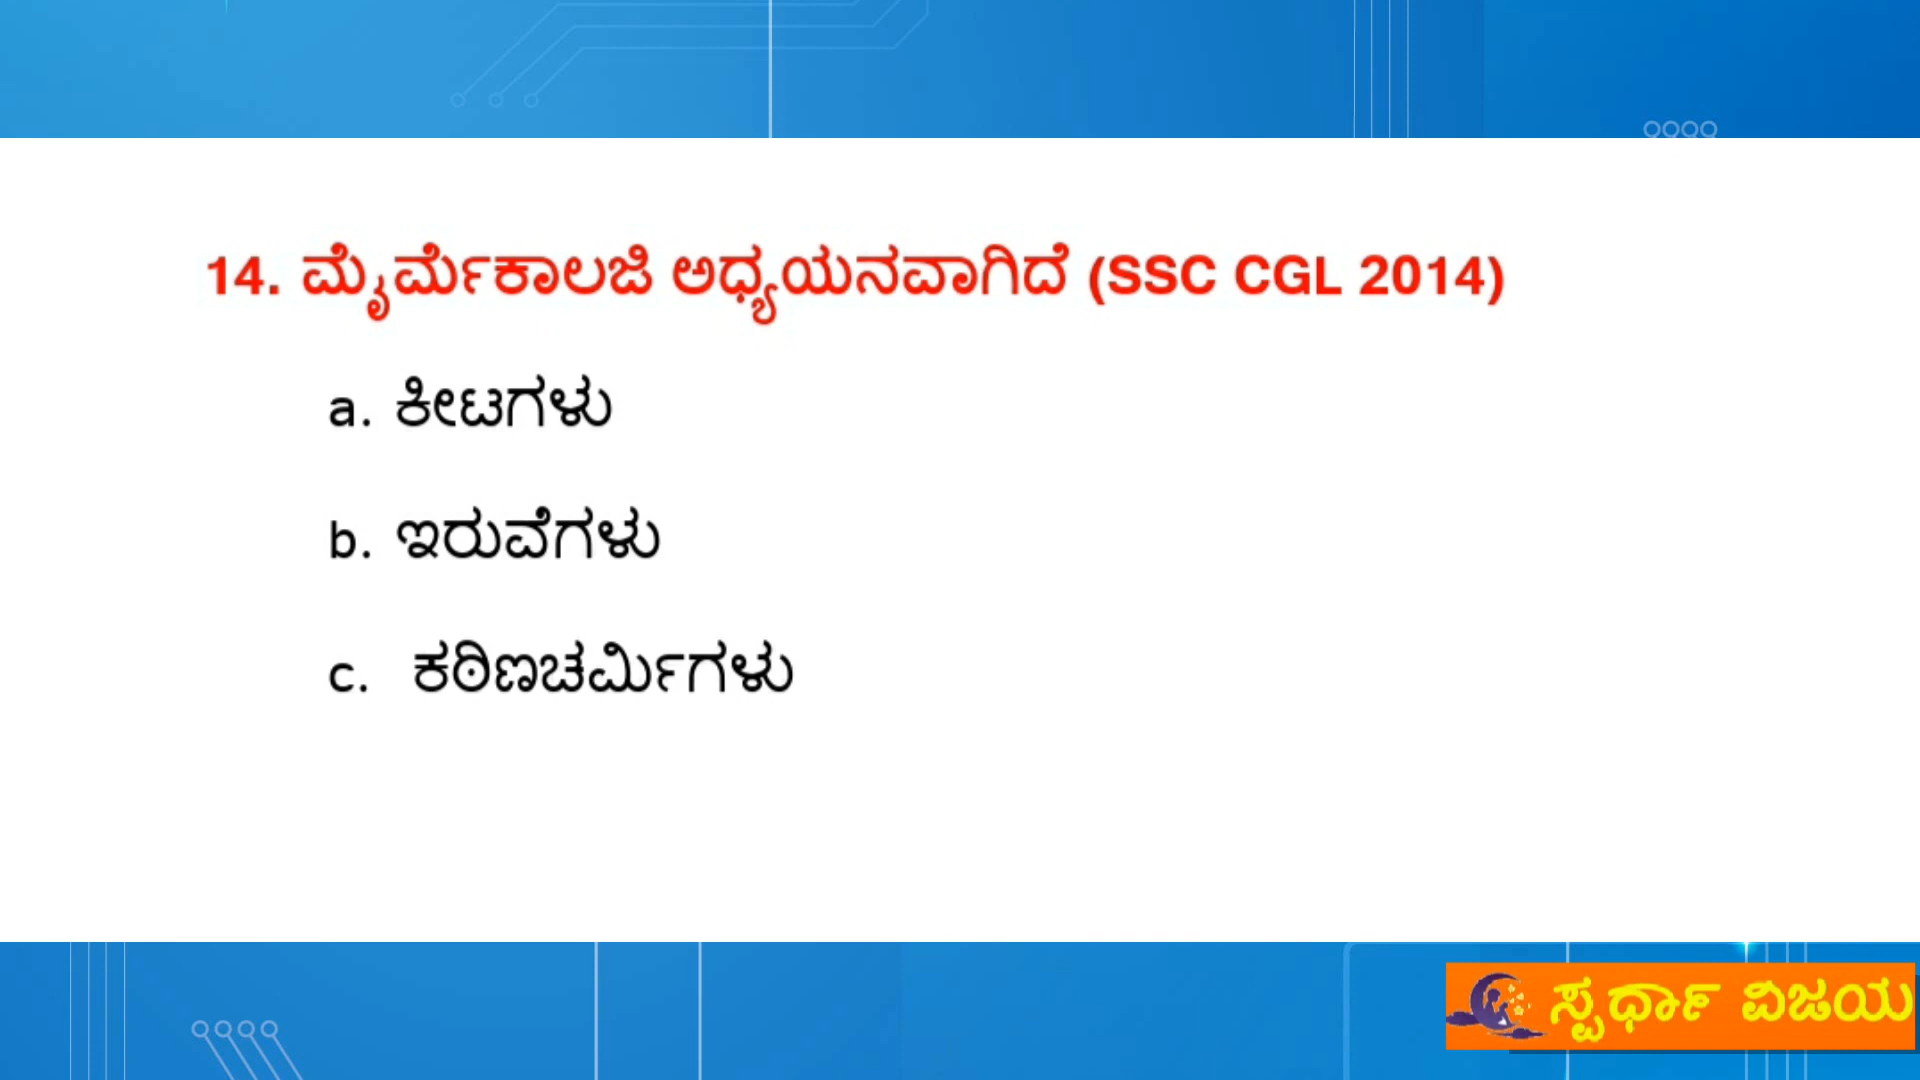 14. ಮೈರ್ಮೆಕಾಲಜಿ ಅಧ್ಯಯನವಾಗಿದೆ (SSC CGL 2014)
a. ಕೀಟಗಳು
b. ಇರುವೆಗಳು
c. ಕಠಿಣಚರ್ಮಿಗಳು
ಸ್ಪರ್ಧಾ ವಿಜಯ